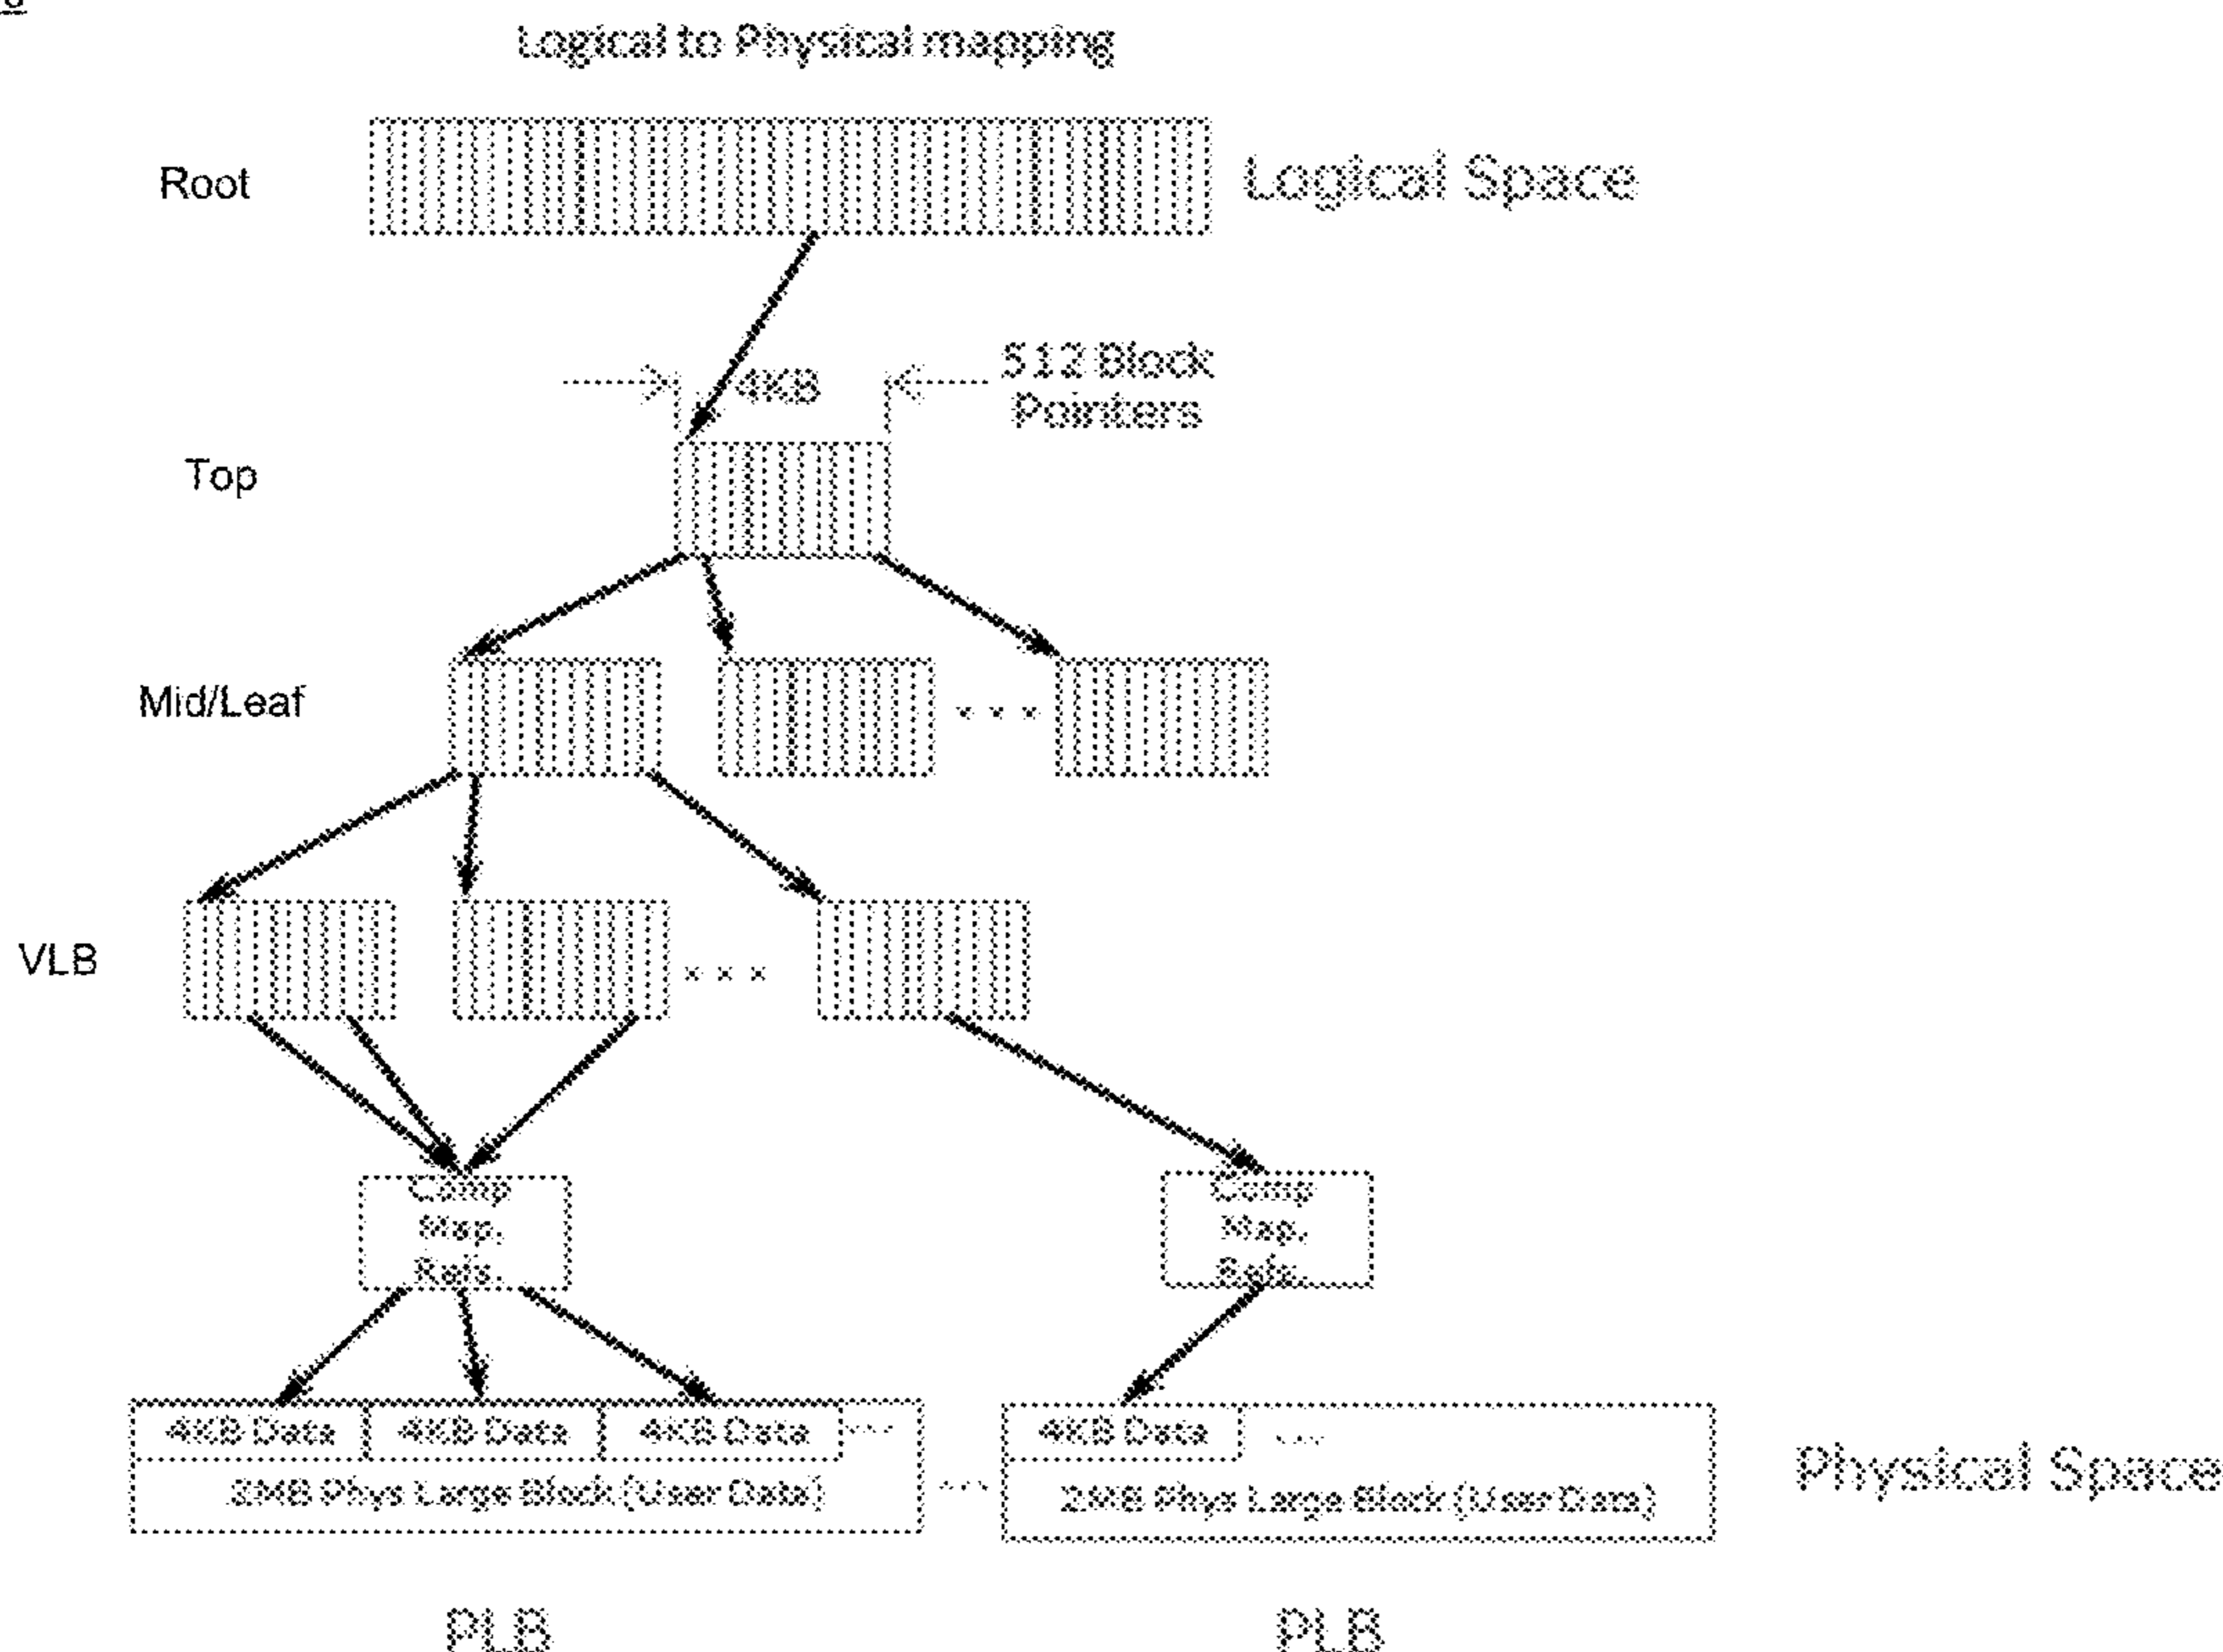 Logical to Physical mapping
Root
Logical Space
4KB
512 Block
Pointers
Top
Mid/Leaf
...
VLB
...
Comp
Map.
Comp
Map.
4KB Data
4KB Data
4KB Data
...
2MB Phys Large Block (User Data)
...
4KB Data
...
2MB Phys Large Block (User Data)
Physical Space
PLB
PLB